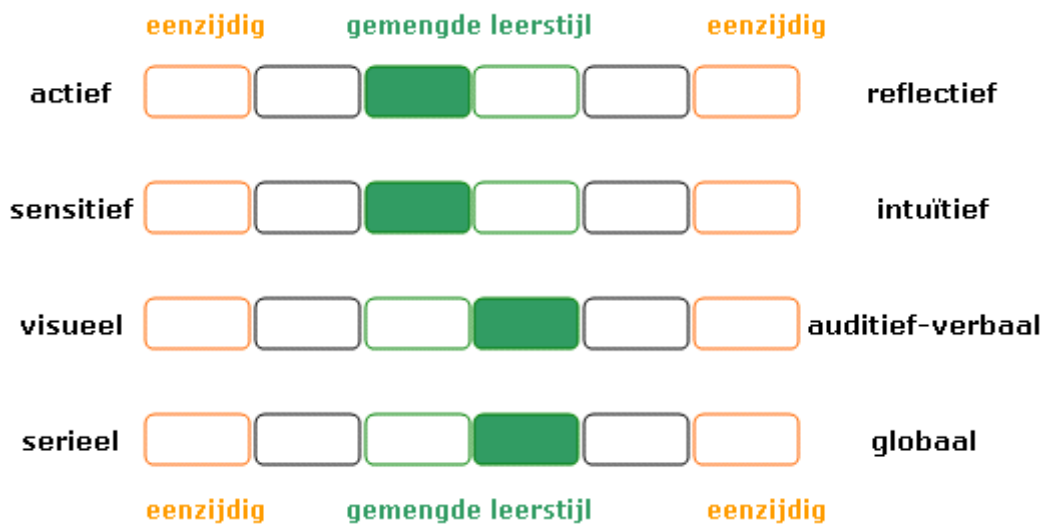 eenzijdig gemengde leerstijl eenzijdig
actief reflectief
sensitief intuïtief
visueel auditief-verbaal
serieel globaal
eenzijdig gemengde leerstijl eenzijdig